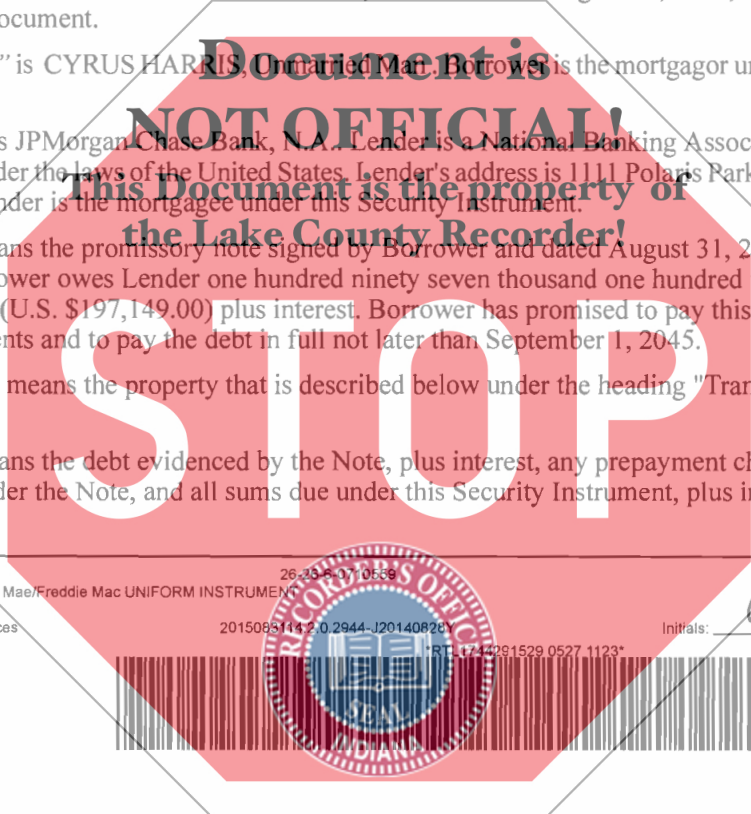 ocument.
Document is
" is CYRUS HARRIS, Unmarried Man. Borrower is the mortgagor un
NOT OFFICIAL!
s JPMorgan Chase Bank, N.A.. Lender is a National Banking Assoc
der the laws of the United States. Lender's address is 1111 Polaris Park
This Document is the property of
nder is the mortgagee under this Security Instrument.
the Lake County Recorder!
ans the promissory note signed by Borrower and dated August 31, 2
ower owes Lender one hundred ninety seven thousand one hundred
(U.S. $197,149.00) plus interest. Borrower has promised to pay this
ents and to pay the debt in full not later than September 1, 2045.
STOP
means the property that is described below under the heading "Tran
ans the debt evidenced by the Note, plus interest, any prepayment ch
der the Note, and all sums due under this Security Instrument, plus i
26-28-6-0710559
Mae/Freddie Mac UNIFORM INSTRUMENT
ces
2015083114.2.0.2944-J20140828Y
Initials:
*RTL1744291529 0527 1123*
RECORDER'S OFFICE
SEAL
INDIANA